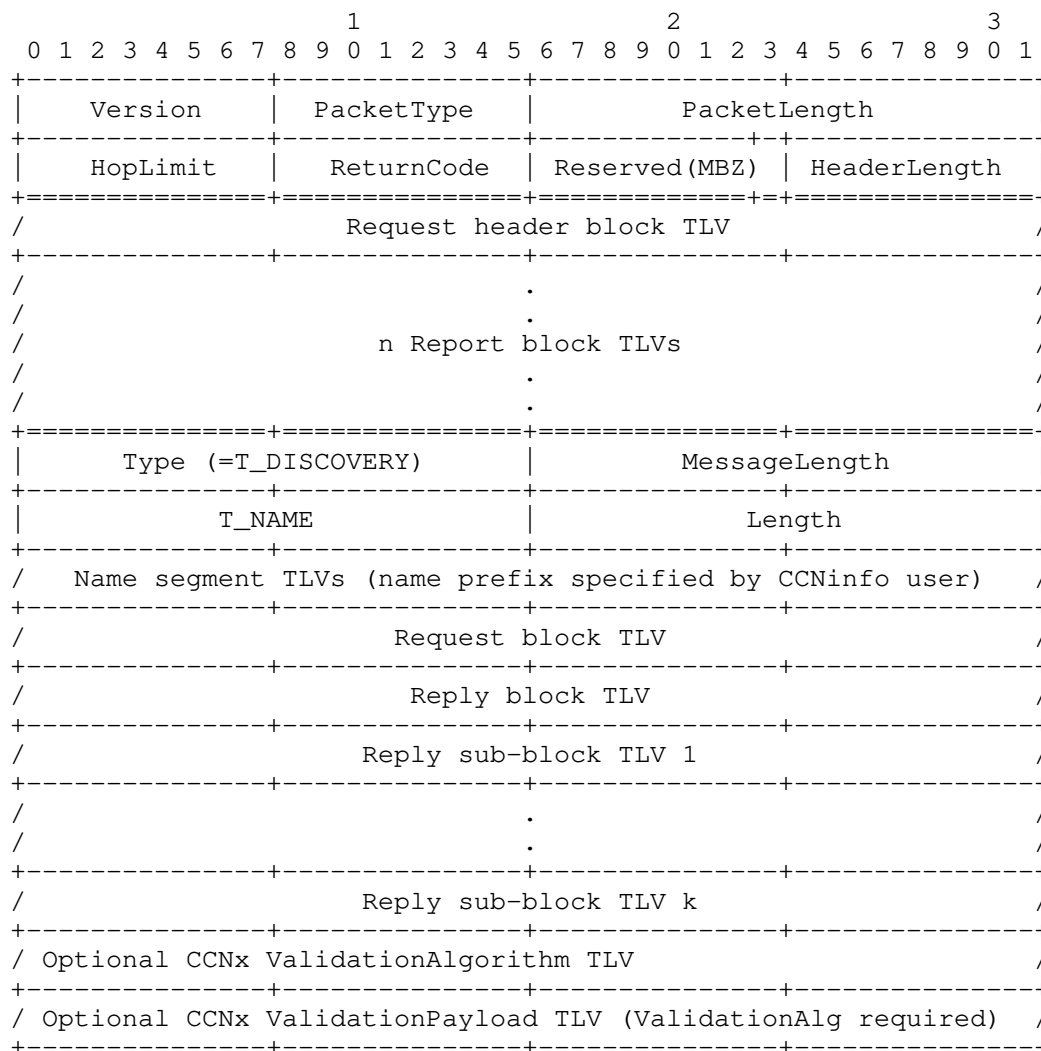 1                   2                   3
 0 1 2 3 4 5 6 7 8 9 0 1 2 3 4 5 6 7 8 9 0 1 2 3 4 5 6 7 8 9 0 1
+---------------+---------------+---------------+---------------
|    Version    |  PacketType   |         PacketLength
+---------------+---------------+-------------+-+---------------
|    HopLimit   |   ReturnCode  | Reserved(MBZ) | HeaderLength
+===============+===============+=============+=+===============
/                    Request header block TLV                   /
+---------------+---------------+---------------+---------------
/                               .                               /
/                               .                               /
/                      n Report block TLVs                      /
/                               .                               /
/                               .                               /
+===============+===============+===============+===============
|      Type (=T_DISCOVERY)      |         MessageLength
+---------------+---------------+---------------+---------------
|            T_NAME             |             Length
+---------------+---------------+---------------+---------------
/   Name segment TLVs (name prefix specified by CCNinfo user)   /
+---------------+---------------+---------------+---------------
/                       Request block TLV                       /
+---------------+---------------+---------------+---------------
/                        Reply block TLV                        /
+---------------+---------------+---------------+---------------
/                     Reply sub-block TLV 1                     /
+---------------+---------------+---------------+---------------
/                               .                               /
/                               .                               /
+---------------+---------------+---------------+---------------
/                     Reply sub-block TLV k                     /
+---------------+---------------+---------------+---------------
/ Optional CCNx ValidationAlgorithm TLV                         /
+---------------+---------------+---------------+---------------
/ Optional CCNx ValidationPayload TLV (ValidationAlg required)  /
+---------------+---------------+---------------+---------------